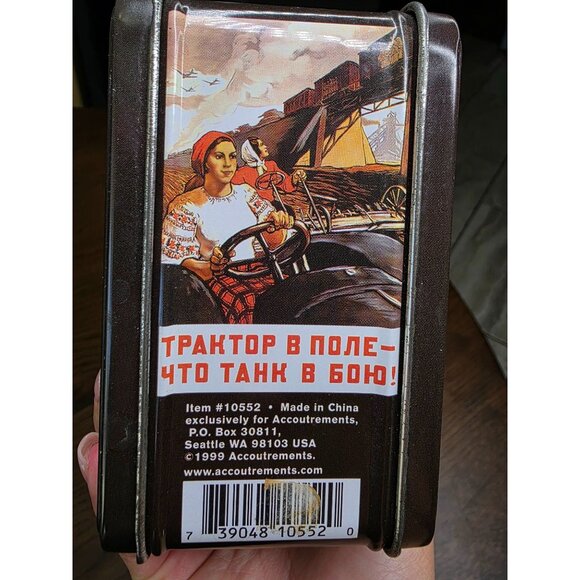 ТРАКТОР В ПОЛЕ–
ЧТО ТАНК В БОЮ!
Item #10552 • Made in China
exclusively for Accoutrements,
P.O. Box 30811,
Seattle WA 98103 USA
©1999 Accoutrements.
www.accoutrements.com
7 39048 10552 0